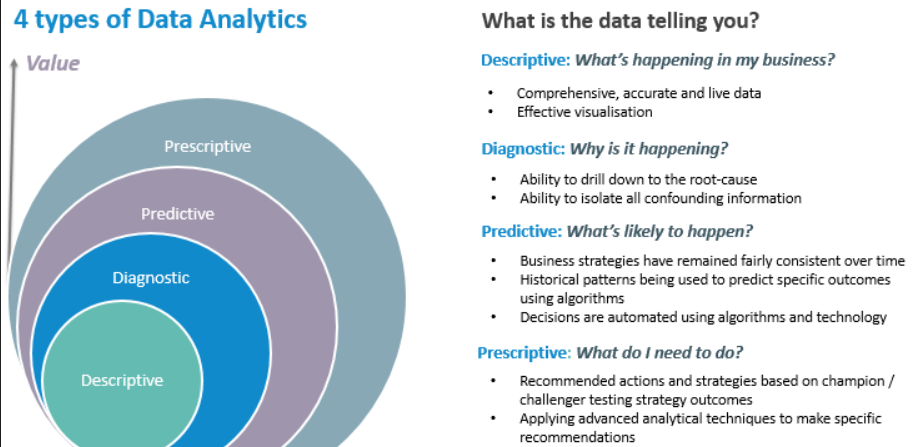 4 types of Data Analytics
Value
Prescriptive
Predictive
Diagnostic
Descriptive
What is the data telling you?
Descriptive: What's happening in my business?
• Comprehensive, accurate and live data
• Effective visualisation
Diagnostic: Why is it happening?
• Ability to drill down to the root-cause
• Ability to isolate all confounding information
Predictive: What's likely to happen?
• Business strategies have remained fairly consistent over time
• Historical patterns being used to predict specific outcomes
using algorithms
• Decisions are automated using algorithms and technology
Prescriptive: What do I need to do?
• Recommended actions and strategies based on champion /
challenger testing strategy outcomes
• Applying advanced analytical techniques to make specific
recommendations